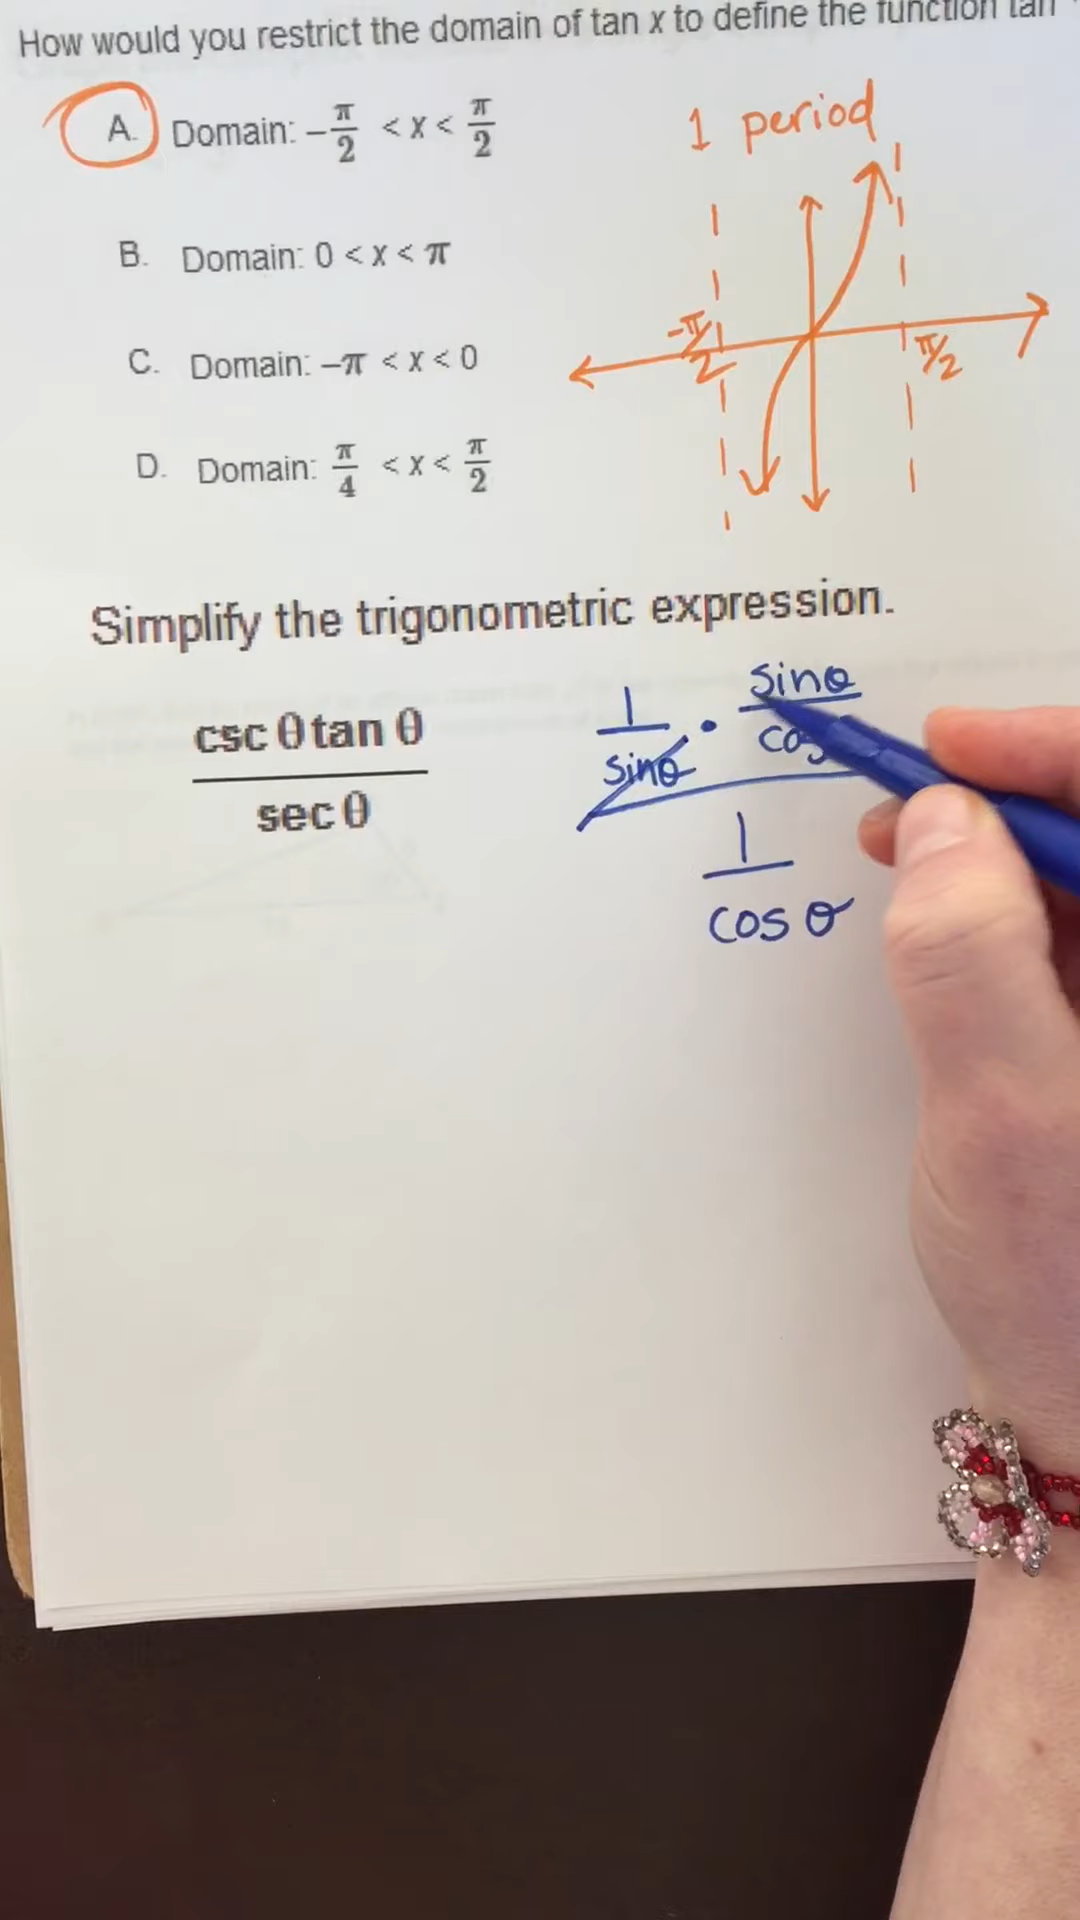 How would you restrict the domain of tan x to define the function tan
A. Domain: -π/2 < x < π/2
1 period
B. Domain: 0 < x < π
-π/2
π/2
C. Domain: -π < x < 0
D. Domain: π/4 < x < π/2
Simplify the trigonometric expression.
csc θ tan θ
sec θ
1 • sinθ
sinθ
1
cos θ